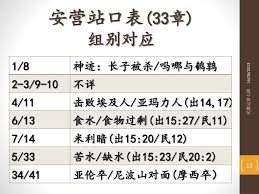 安营站口表(33章)
组别对应
1/8 神迹：长子被杀/吗哪与鹌鹑
2-3/9-10 不详
4/11 击败埃及人/亚玛力人(出14,17)
6/13 食水/食物过剩(出15:27/民11)
7/14 米利暗(出15:20/民12)
5/33 苦水/缺水(出15:23/民20:2)
34/41 亚伦卒/尼波山对面(摩西卒)
12